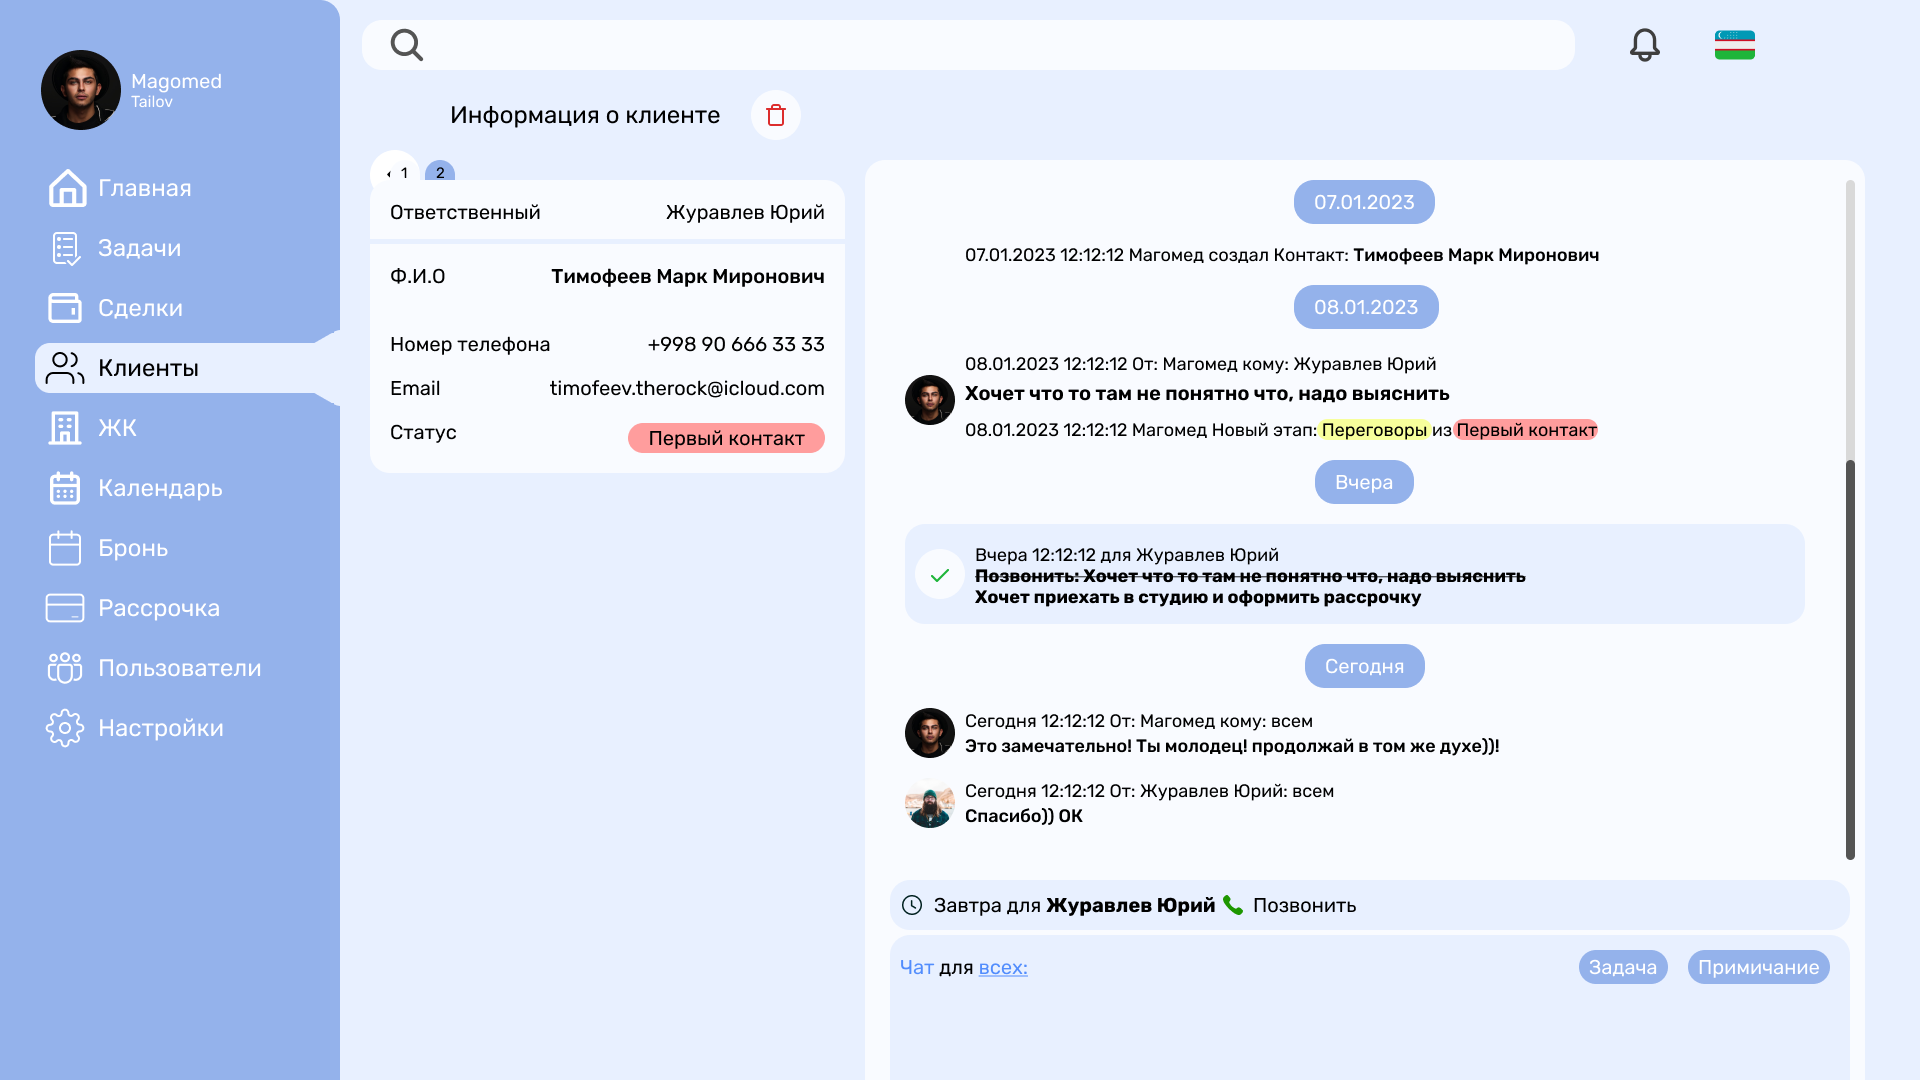 Magomed
Tailov
Главная
Задачи
Сделки
Клиенты
ЖК
Календарь
Бронь
Рассрочка
Пользователи
Настройки
Информация о клиенте
1
2
Ответственный Журавлев Юрий
Ф.И.О Тимофеев Марк Миронович
Номер телефона +998 90 666 33 33
Email timofeev.therock@icloud.com
Статус Первый контакт
07.01.2023
07.01.2023 12:12:12 Магомед создал Контакт: Тимофеев Марк Миронович
08.01.2023
08.01.2023 12:12:12 От: Магомед кому: Журавлев Юрий
Хочет что то там не понятно что, надо выяснить
08.01.2023 12:12:12 Магомед Новый этап: Переговоры из Первый контакт
Вчера
Вчера 12:12:12 для Журавлев Юрий
Позвонить: Хочет что то там не понятно что, надо выяснить
Хочет приехать в студию и оформить рассрочку
Сегодня
Сегодня 12:12:12 От: Магомед кому: всем
Это замечательно! Ты молодец! продолжай в том же духе))!
Сегодня 12:12:12 От: Журавлев Юрий: всем
Спасибо)) ОК
Завтра для Журавлев Юрий Позвонить
Чат для всех: Задача Примичание